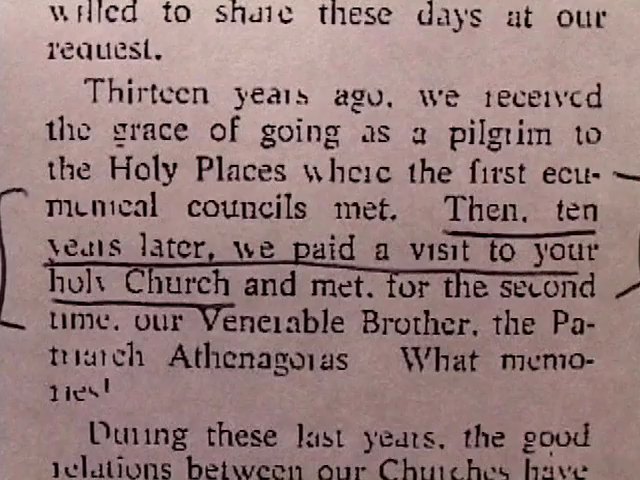 willed to share these days at our
request.
Thirteen years ago, we received
the grace of going as a pilgrim to
the Holy Places where the first ecu-
menical councils met. Then, ten
years later, we paid a visit to your
holy Church and met, for the second
time, our Venerable Brother, the Pa-
triarch Athenagoras What memo-
ries!
During these last years, the good
relations between our Churches have